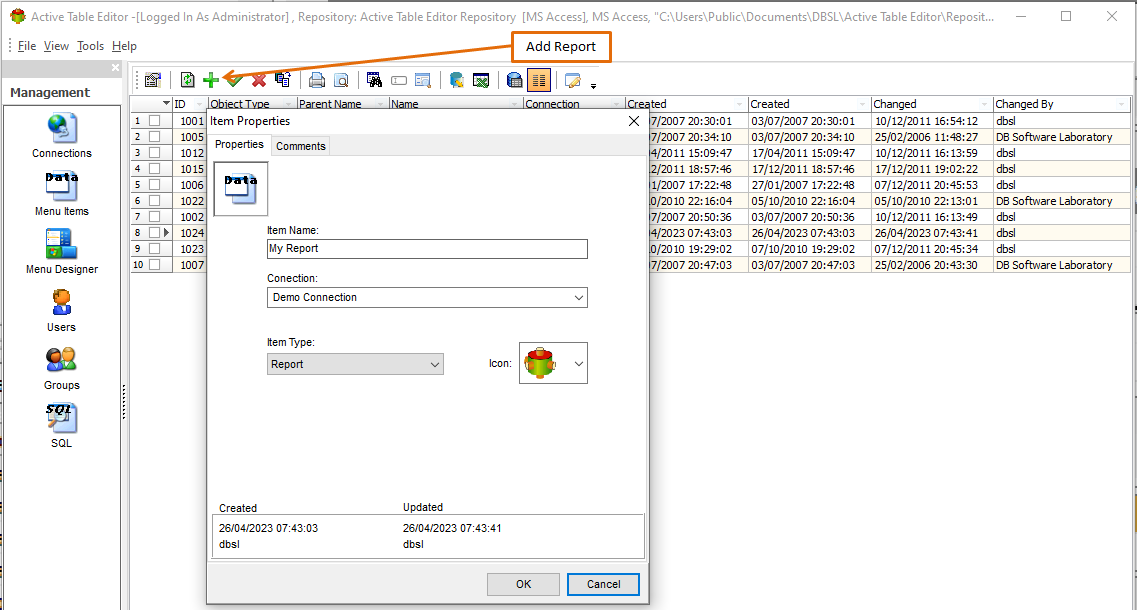 Active Table Editor -[Logged In As Administrator] , Repository: Active Table Editor Repository [MS Access], MS Access, "C:\Users\Public\Documents\DBSL\Active Table Editor\Reposit...
File View Tools Help
Add Report
Management
Connections
Data
Menu Items
Menu Designer
Users
Groups
SQL
SQL
ID Object Type Parent Name Name Connection Created Created Changed Changed By
1 1001 /07/2007 20:30:01 03/07/2007 20:30:01 10/12/2011 16:54:12 dbsl
2 1005 /07/2007 20:34:10 03/07/2007 20:34:10 25/02/2006 11:48:27 DB Software Laboratory
3 1012 04/2011 15:09:47 17/04/2011 15:09:47 10/12/2011 16:13:59 dbsl
4 1015 12/2011 18:57:46 17/12/2011 18:57:46 17/12/2011 19:02:22 dbsl
5 1006 01/2007 17:22:48 27/01/2007 17:22:48 07/12/2011 20:45:53 dbsl
6 1022 0/2010 22:16:04 05/10/2010 22:16:04 05/10/2010 22:13:01 DB Software Laboratory
7 1002 07/2007 20:50:36 03/07/2007 20:50:36 10/12/2011 16:13:49 dbsl
8 1024 04/2023 07:43:03 26/04/2023 07:43:03 26/04/2023 07:43:41 dbsl
9 1023 0/2010 19:29:02 07/10/2010 19:29:02 07/12/2011 20:45:34 dbsl
10 1007 07/2007 20:47:03 03/07/2007 20:47:03 25/02/2006 20:43:30 DB Software Laboratory
Item Properties
Properties Comments
Data
Item Name:
My Report
Conection:
Demo Connection
Item Type:
Report
Icon:
Created Updated
26/04/2023 07:43:03 26/04/2023 07:43:41
dbsl dbsl
OK Cancel